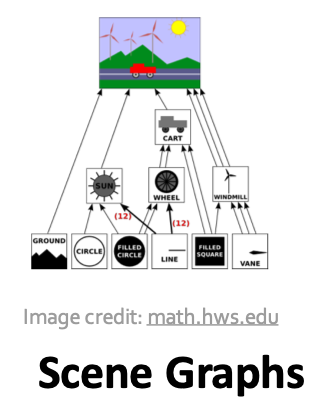 CART
SUN
WHEEL
WINDMILL
(12)
(12)
GROUND
CIRCLE
FILLED CIRCLE
LINE
FILLED SQUARE
VANE
Image credit: math.hws.edu
Scene Graphs